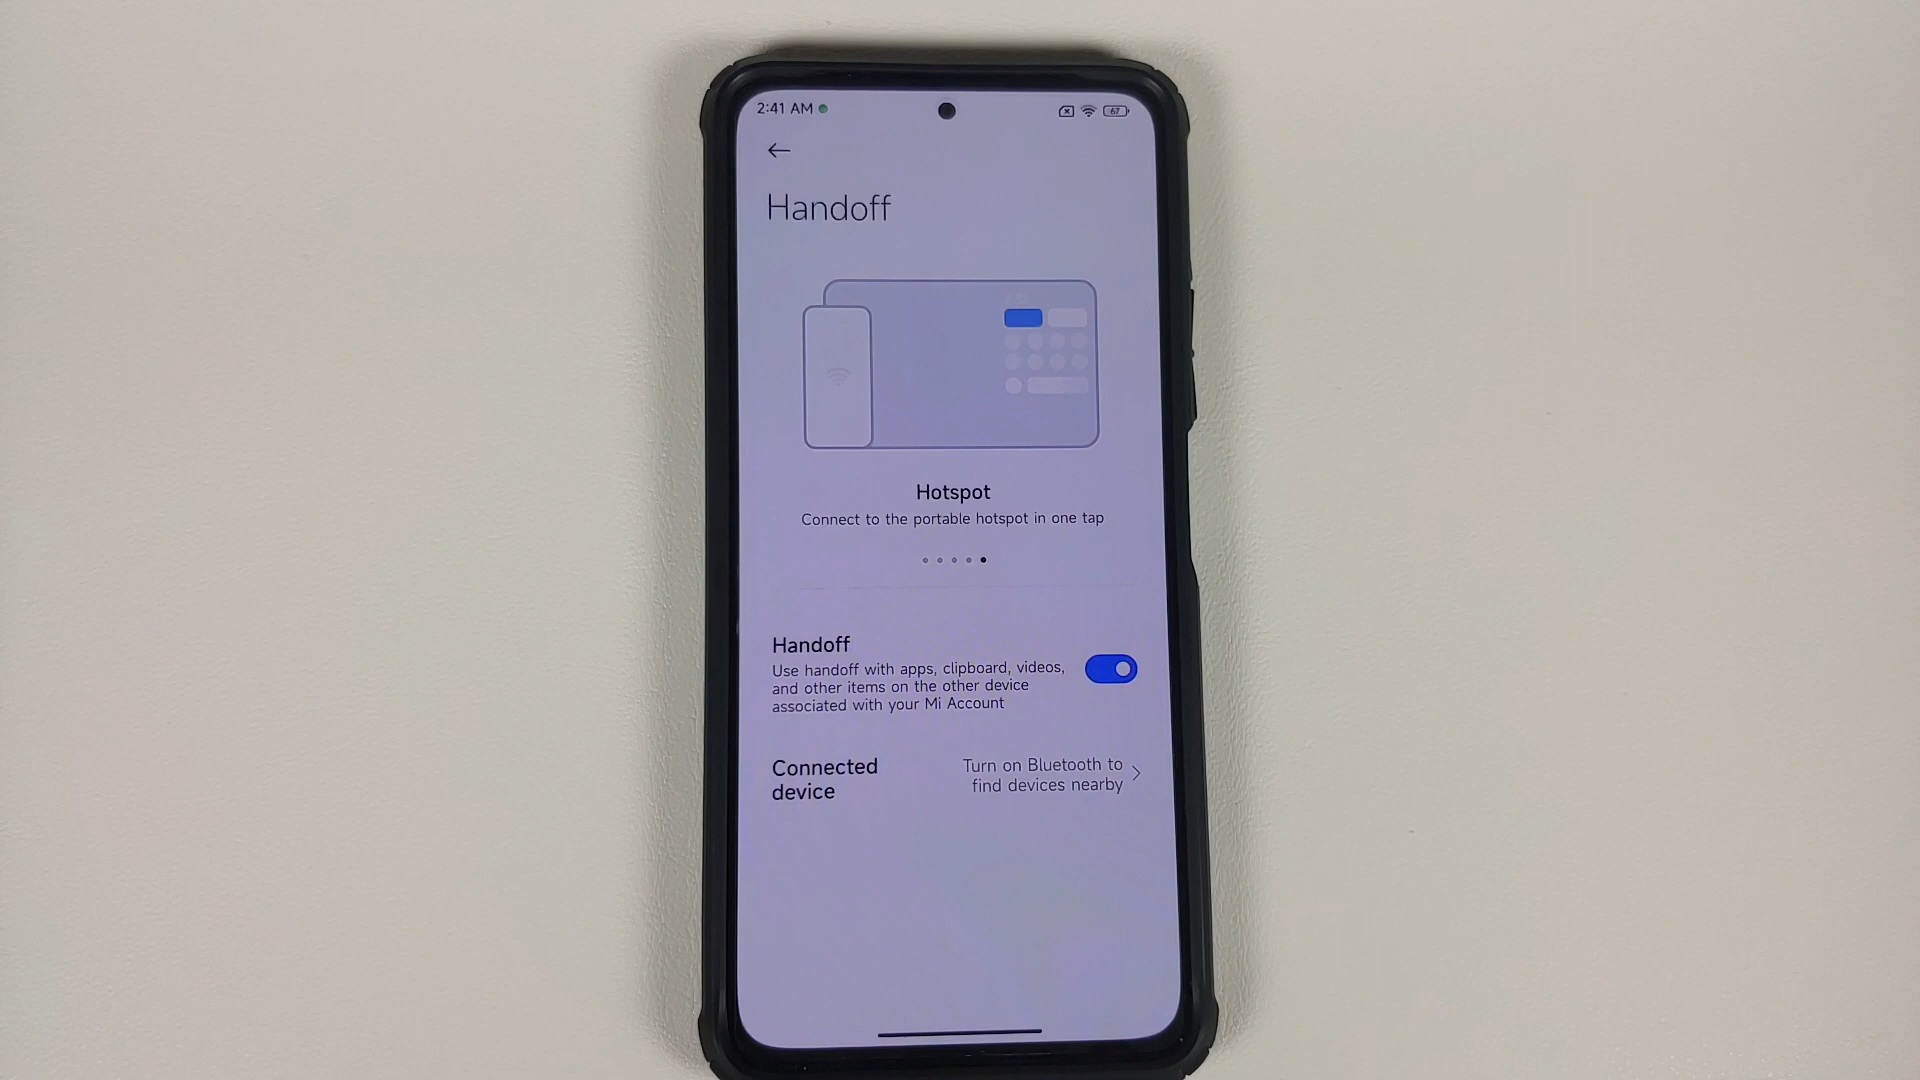 2:41 AM
67
Handoff
Hotspot
Connect to the portable hotspot in one tap
Handoff
Use handoff with apps, clipboard, videos,
and other items on the other device
associated with your Mi Account
Connected
device
Turn on Bluetooth to
find devices nearby